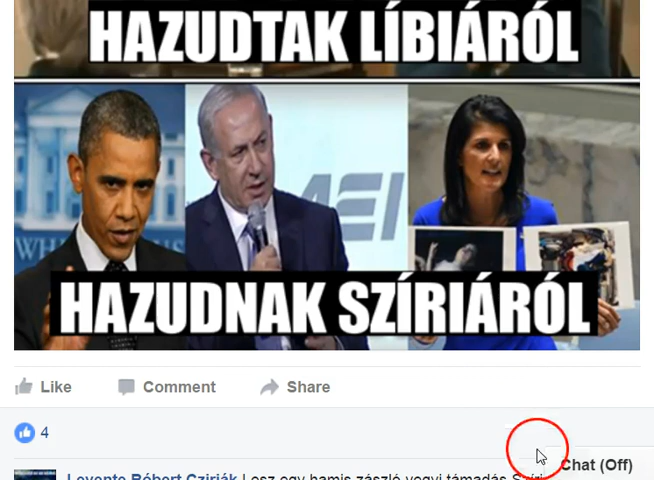 HAZUDTAK LÍBIÁRÓL
WHI
AEI
HAZUDNAK SZÍRIÁRÓL
Like Comment Share
4
Chat (Off)
Levente Róbert Czirják Lesz egy hamis zászló vegyi támadás